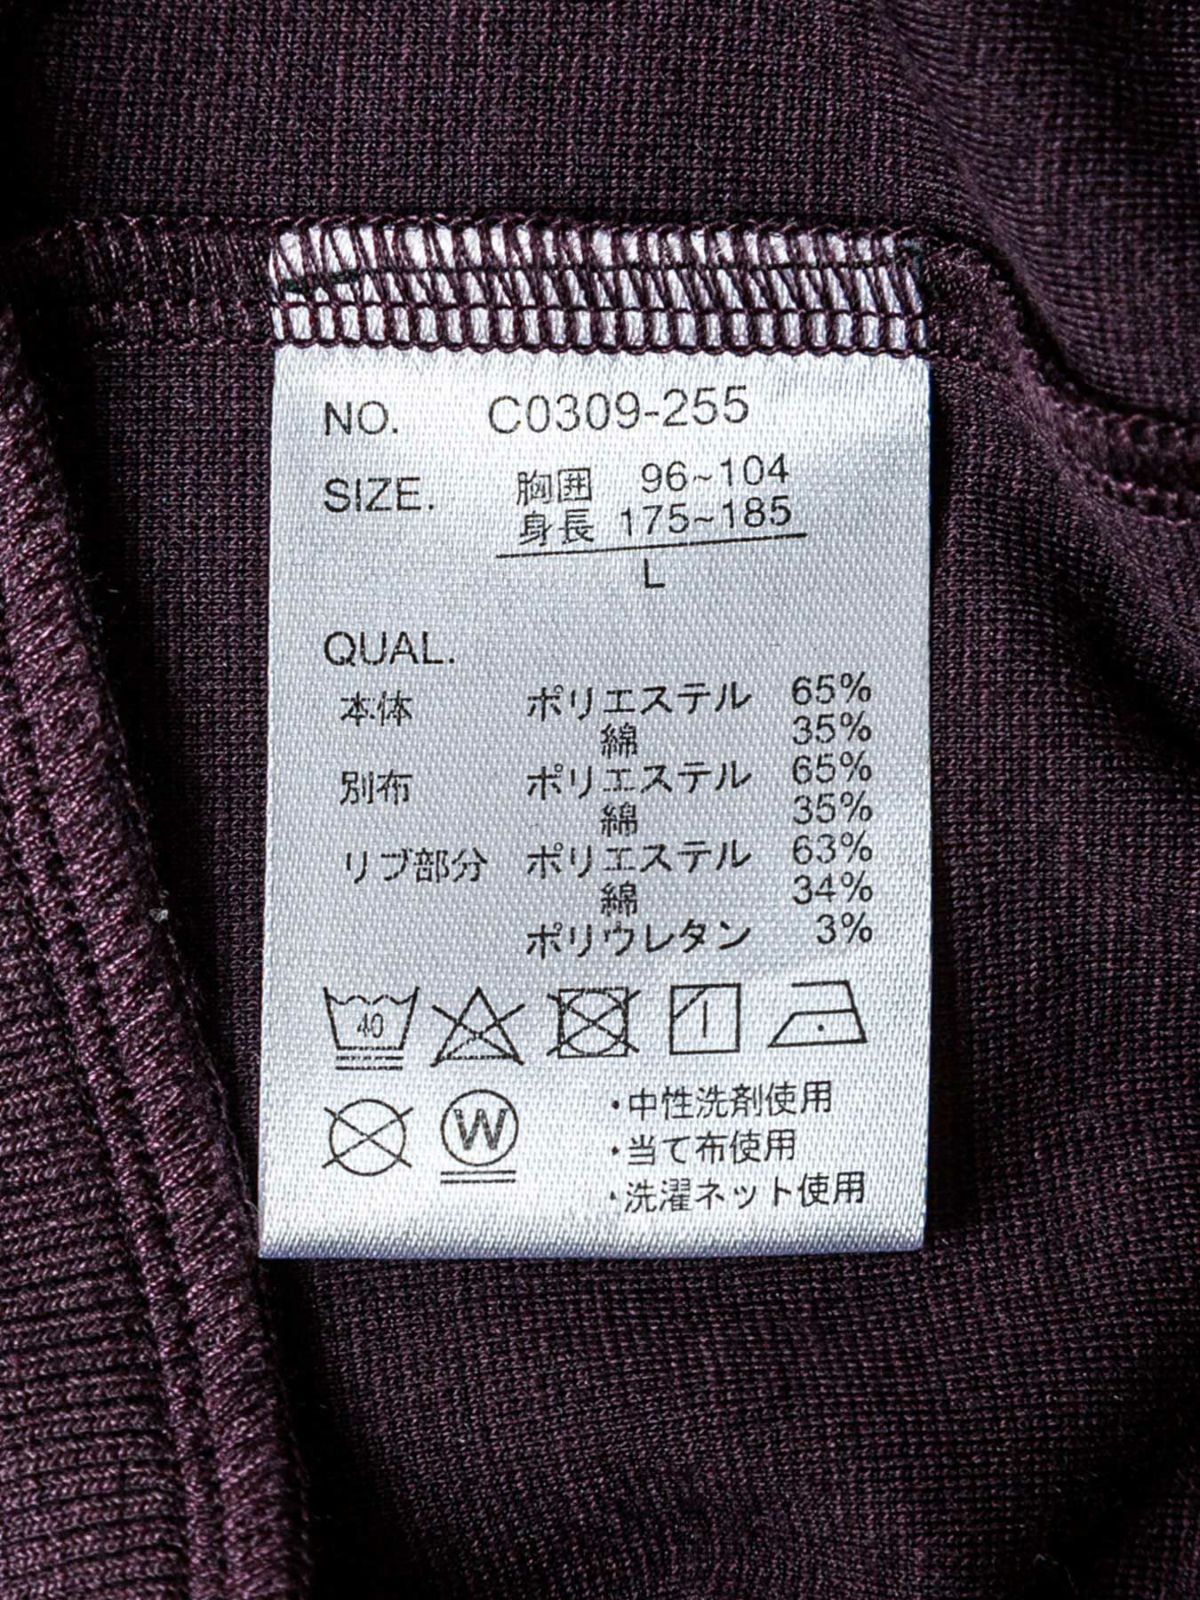 NO. C0309-255
SIZE. 胸囲 96~104
身長 175~185
L
QUAL.
本体 ポリエステル 65%
綿 35%
別布 ポリエステル 65%
綿 35%
リブ部分 ポリエステル 63%
綿 34%
ポリウレタン 3%
40
W
・中性洗剤使用
・当て布使用
・洗濯ネット使用